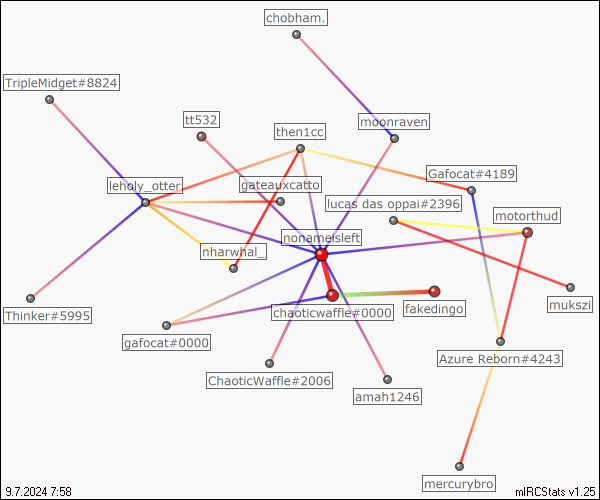 chobham.
TripleMidget#8824
tt532
moonraven
then1cc
Gafocat#4189
leholy_otter
gateauxcatto
lucas das oppai#2396
motorthud
nonameisleft
nharwhal_
mukszi
Thinker#5995
chaoticwaffle#0000
fakedingo
gafocat#0000
Azure Reborn#4243
ChaoticWaffle#2006
amah1246
mercurybro
9.7.2024 7:58
mIRCStats v1.25